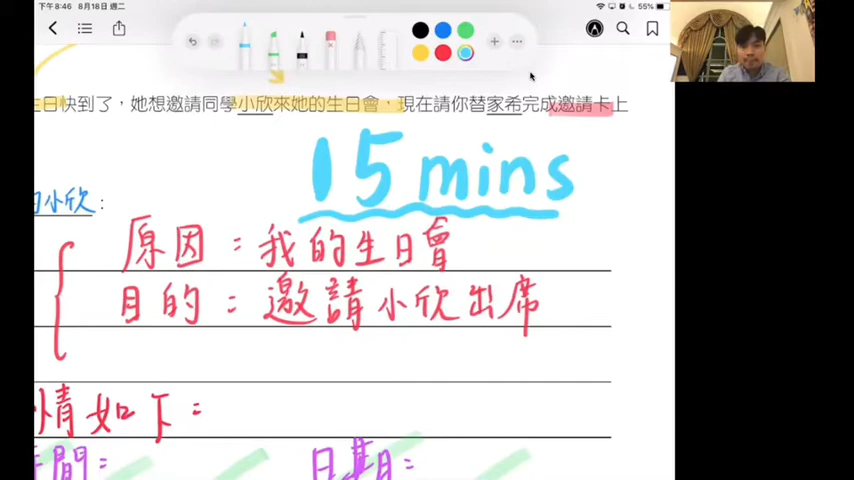 下午8:46 8月18日 週二
55%
生日快到了，她想邀請同學小欣來她的生日會，現在請你替家希完成邀請卡上
15 mins
小欣：
原因：我的生日會
目的：邀請小欣出席
情如下：
時間： 日期：